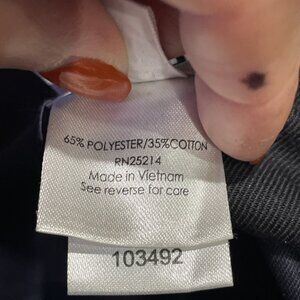 65% POLYESTER/35%COTTON
RN25214
Made in Vietnam
See reverse for care
103492